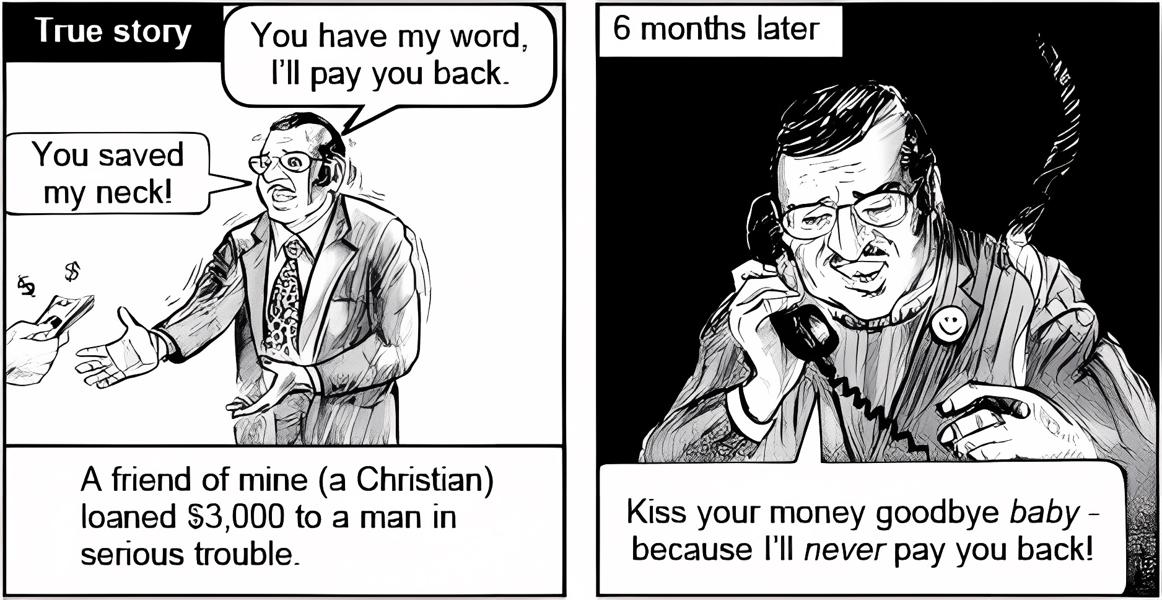 True story
You have my word,
I'll pay you back.
You saved
my neck!
$ $
A friend of mine (a Christian)
loaned $3,000 to a man in
serious trouble.
6 months later
Kiss your money goodbye baby -
because I'll never pay you back!